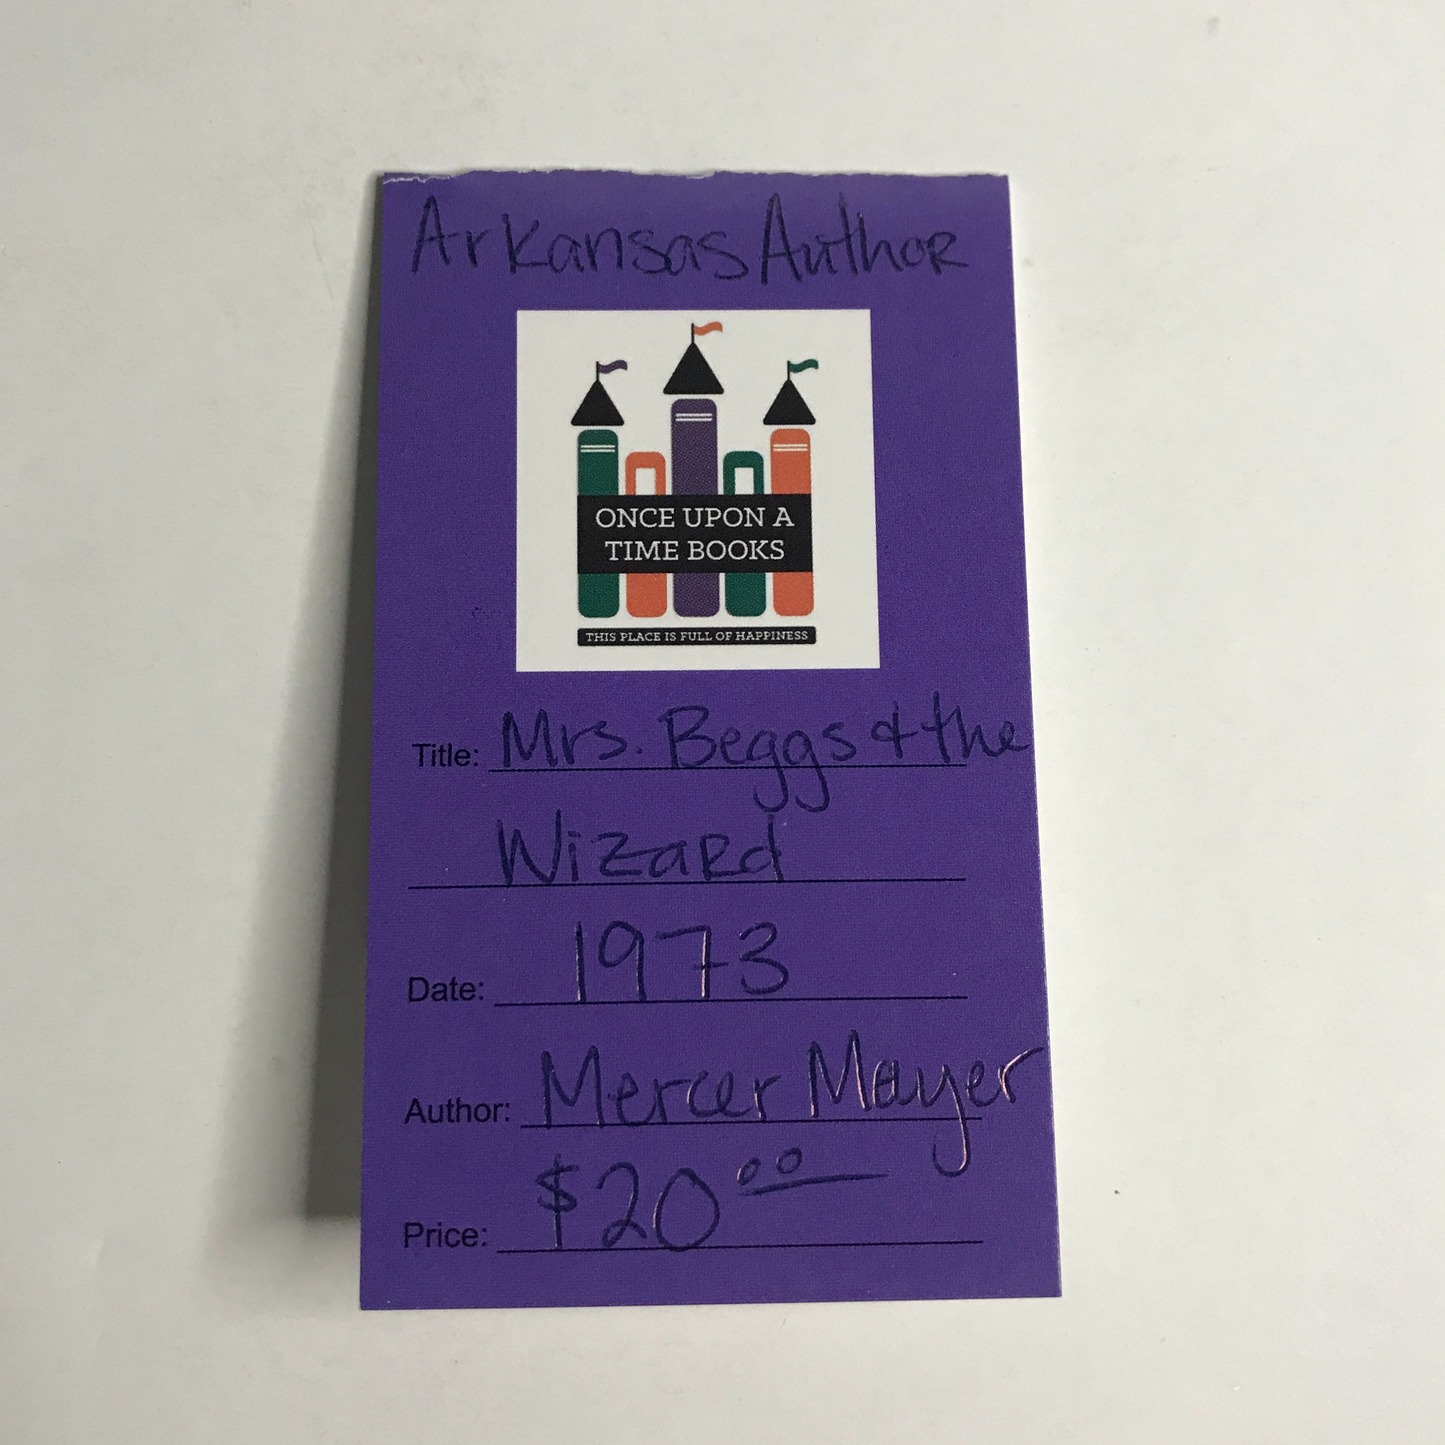 Arkansas Author
ONCE UPON A
TIME BOOKS
THIS PLACE IS FULL OF HAPPINESS
Title: Mrs. Beggs & the
Wizard
Date: 1973
Author: Mercer Mayer
Price: $20.00